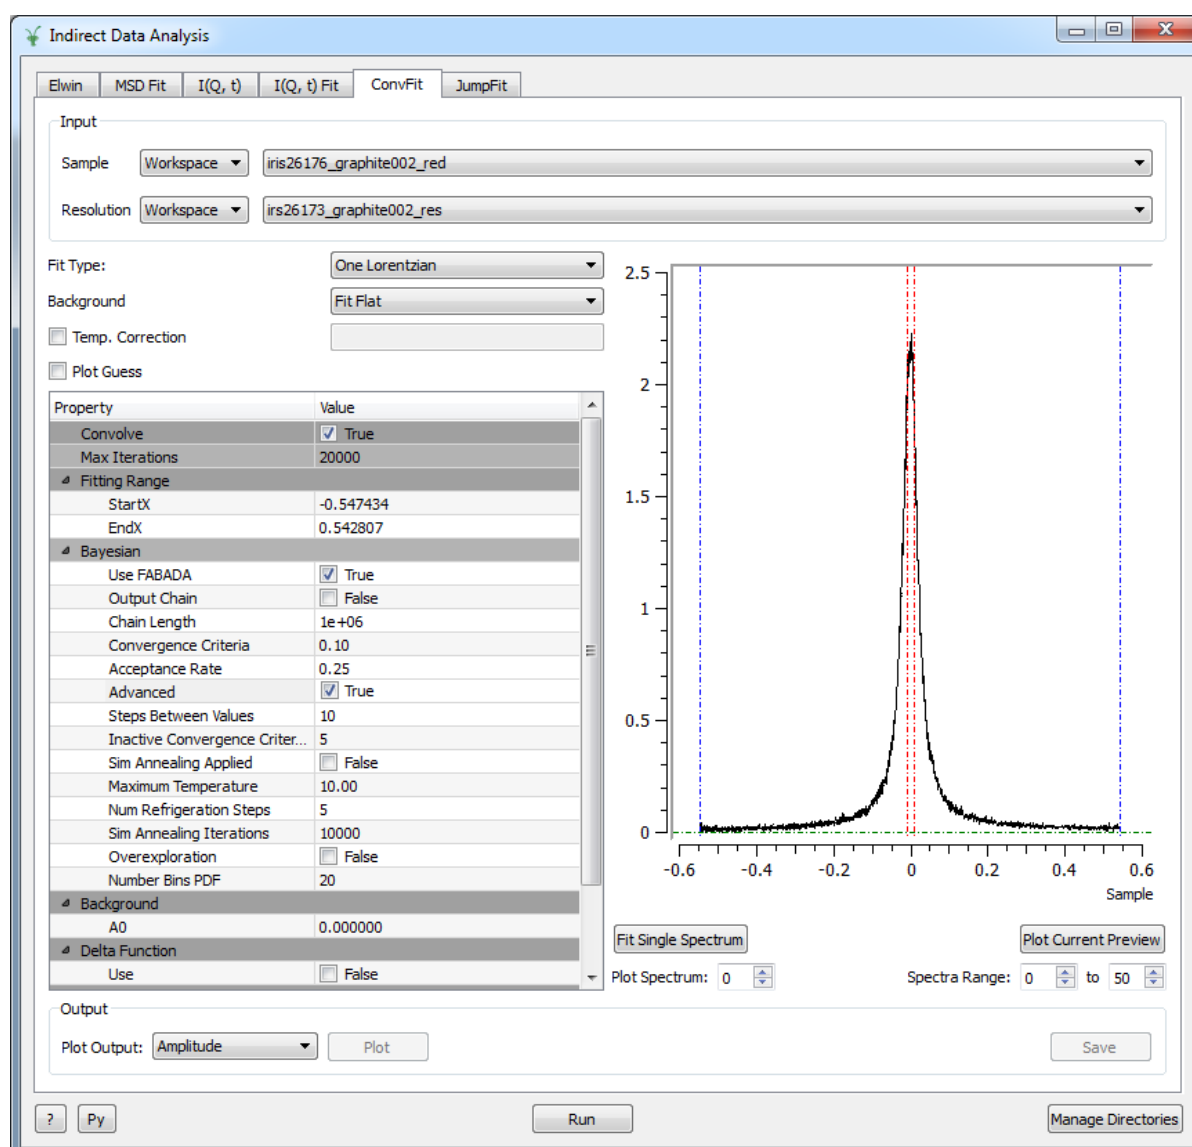 Indirect Data Analysis
Elwin MSD Fit I(Q, t) I(Q, t) Fit ConvFit JumpFit
Input
Sample Workspace iris26176_graphite002_red
Resolution Workspace irs26173_graphite002_res
Fit Type: One Lorentzian
Background Fit Flat
Temp. Correction
Plot Guess
Property Value
Convolve True
Max Iterations 20000
Fitting Range
StartX -0.547434
EndX 0.542807
Bayesian
Use FABADA True
Output Chain False
Chain Length 1e+06
Convergence Criteria 0.10
Acceptance Rate 0.25
Advanced True
Steps Between Values 10
Inactive Convergence Criter... 5
Sim Annealing Applied False
Maximum Temperature 10.00
Num Refrigeration Steps 5
Sim Annealing Iterations 10000
Overexploration False
Number Bins PDF 20
Background
A0 0.000000
Delta Function
Use False
2.5
2
1.5
1
0.5
0
-0.6 -0.4 -0.2 0 0.2 0.4 0.6
Sample
Fit Single Spectrum Plot Current Preview
Plot Spectrum: 0 Spectra Range: 0 to 50
Output
Plot Output: Amplitude Plot Save
? Py Run Manage Directories